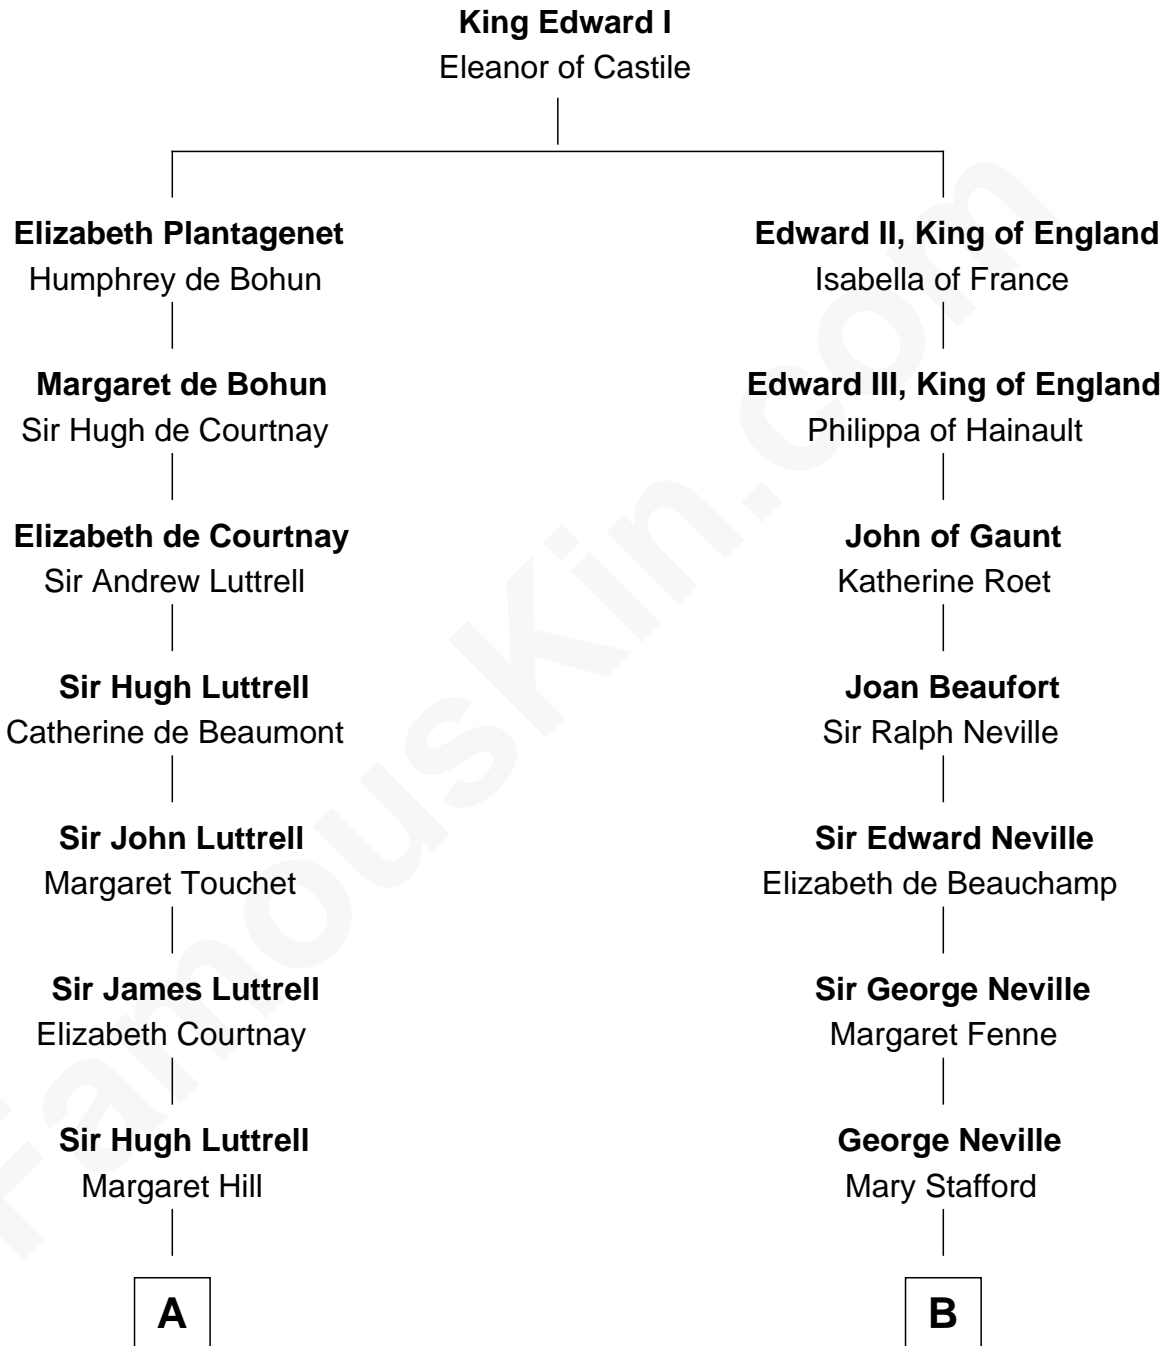 King Edward I
Eleanor of Castile
Elizabeth Plantagenet
Humphrey de Bohun
Margaret de Bohun
Sir Hugh de Courtnay
Elizabeth de Courtnay
Sir Andrew Luttrell
Sir Hugh Luttrell
Catherine de Beaumont
Sir John Luttrell
Margaret Touchet
Sir James Luttrell
Elizabeth Courtnay
Sir Hugh Luttrell
Margaret Hill
A
Edward II, King of England
Isabella of France
Edward III, King of England
Philippa of Hainault
John of Gaunt
Katherine Roet
Joan Beaufort
Sir Ralph Neville
Sir Edward Neville
Elizabeth de Beauchamp
Sir George Neville
Margaret Fenne
George Neville
Mary Stafford
B
FamousKin.com